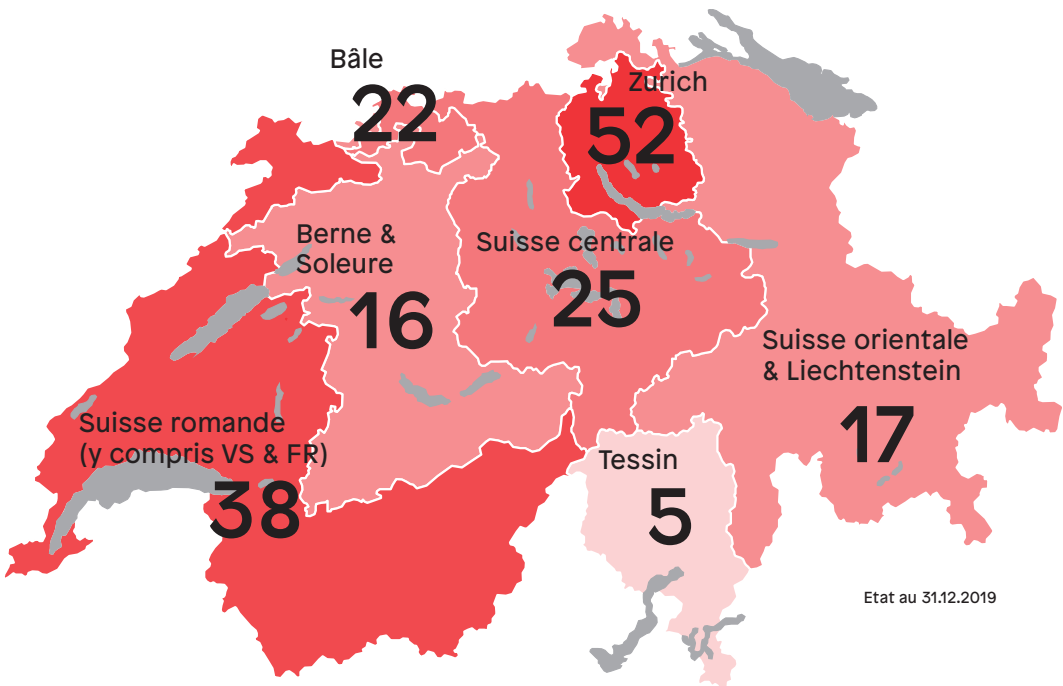 Bâle
22
Zurich
52
Berne &
Soleure
16
Suisse centrale
25
Suisse orientale
& Liechtenstein
17
Suisse romande
(y compris VS & FR)
38
Tessin
5
Etat au 31.12.2019